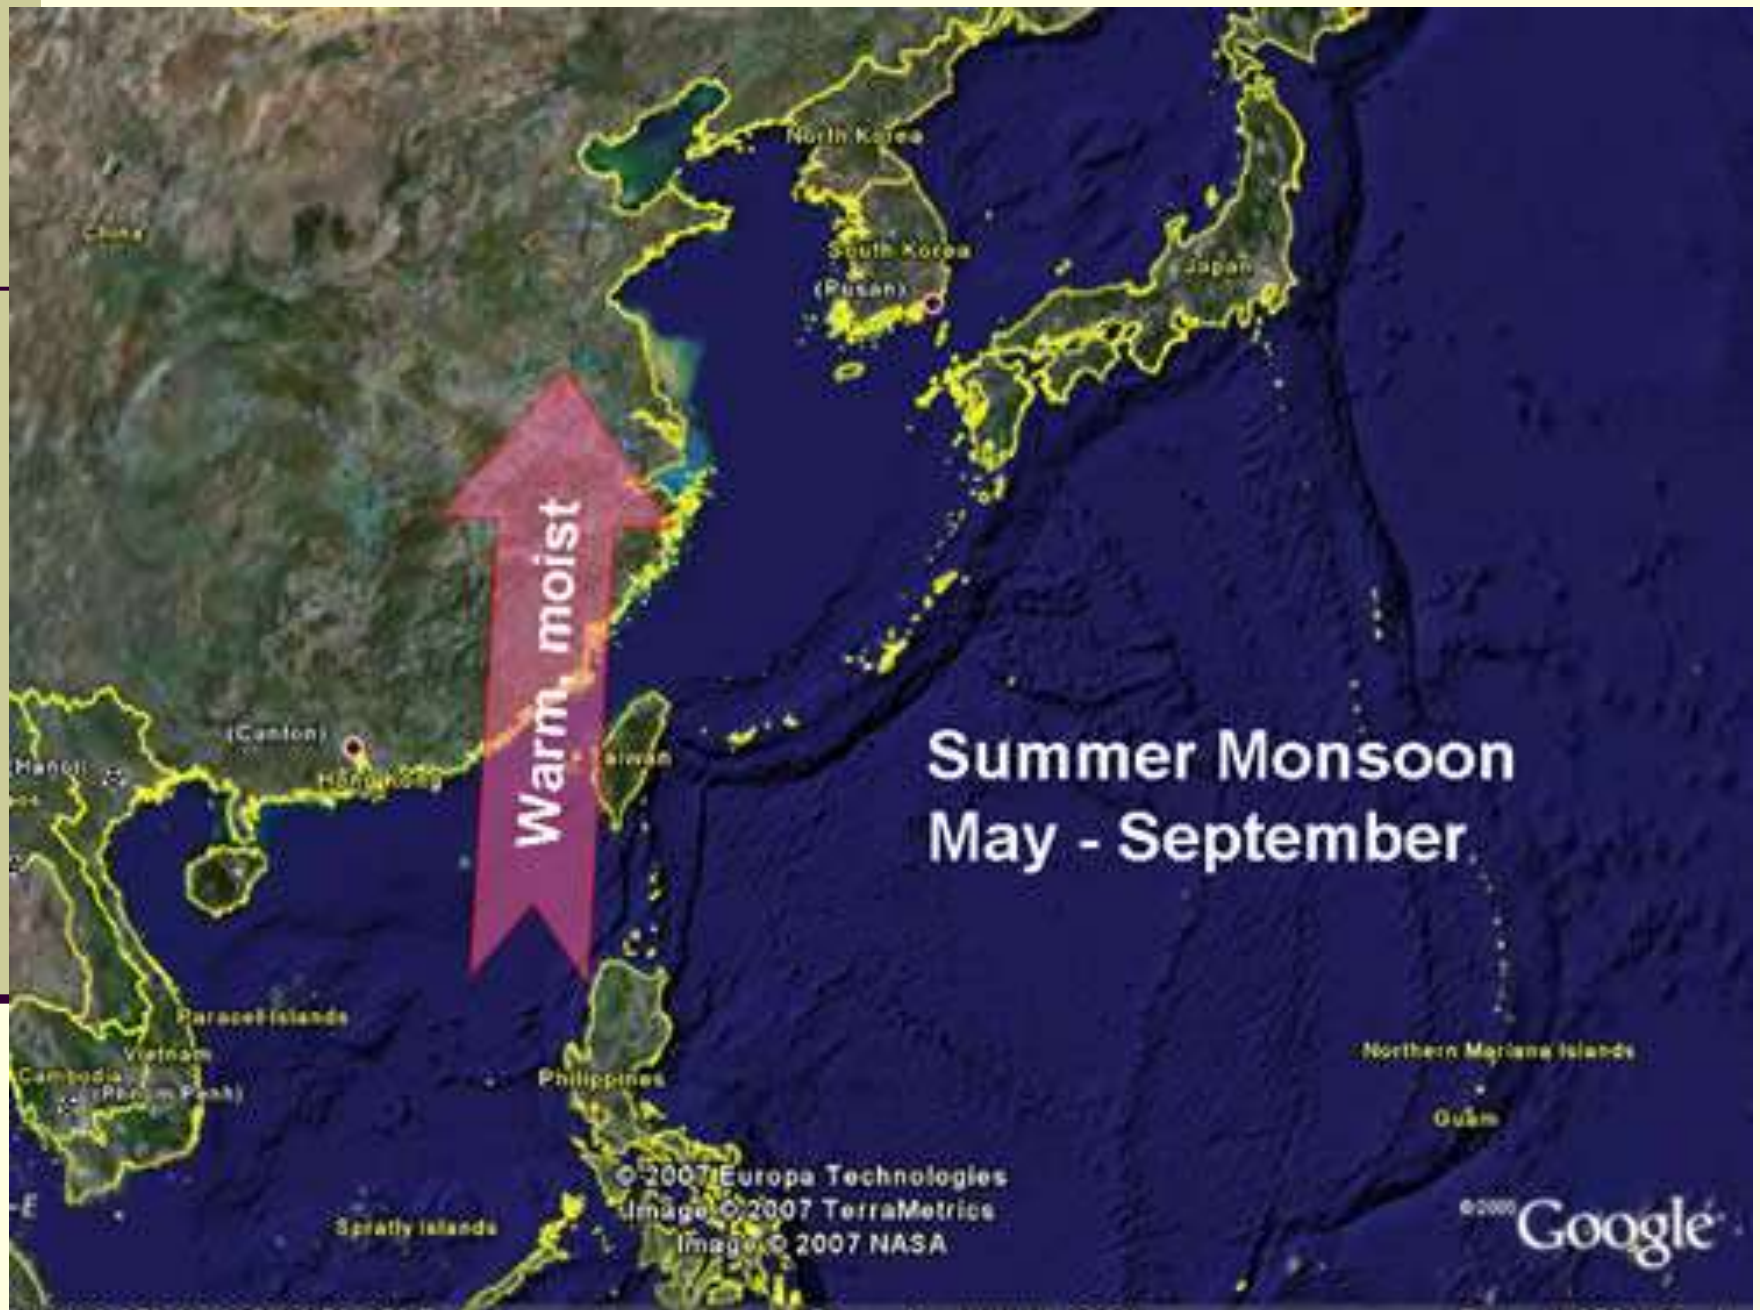 North Korea
China
South Korea
Japan
(Pusan)
Warm, moist
(Canton)
(Hanoi)
Hong Kong
Taiwan
Summer Monsoon
May - September
Paracel Islands
Vietnam
Northern Mariana Islands
Cambodia
Philippines
(Phnom Penh)
Guam
© 2007 Europa Technologies
Image © 2007 TerraMetrics
Image © 2007 NASA
Spratly Islands
Google